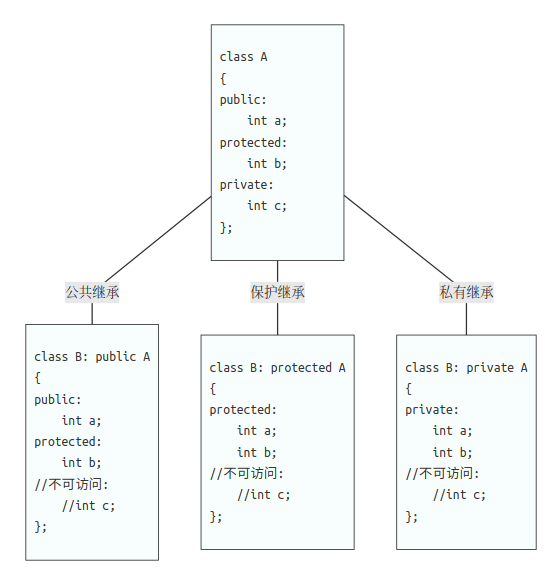 class A
{
public:
    int a;
protected:
    int b;
private:
    int c;
};
公共继承
保护继承
私有继承
class B: public A
{
public:
    int a;
protected:
    int b;
//不可访问:
    //int c;
};
class B: protected A
{
protected:
    int a;
    int b;
//不可访问:
    //int c;
};
class B: private A
{
private:
    int a;
    int b;
//不可访问:
    //int c;
};